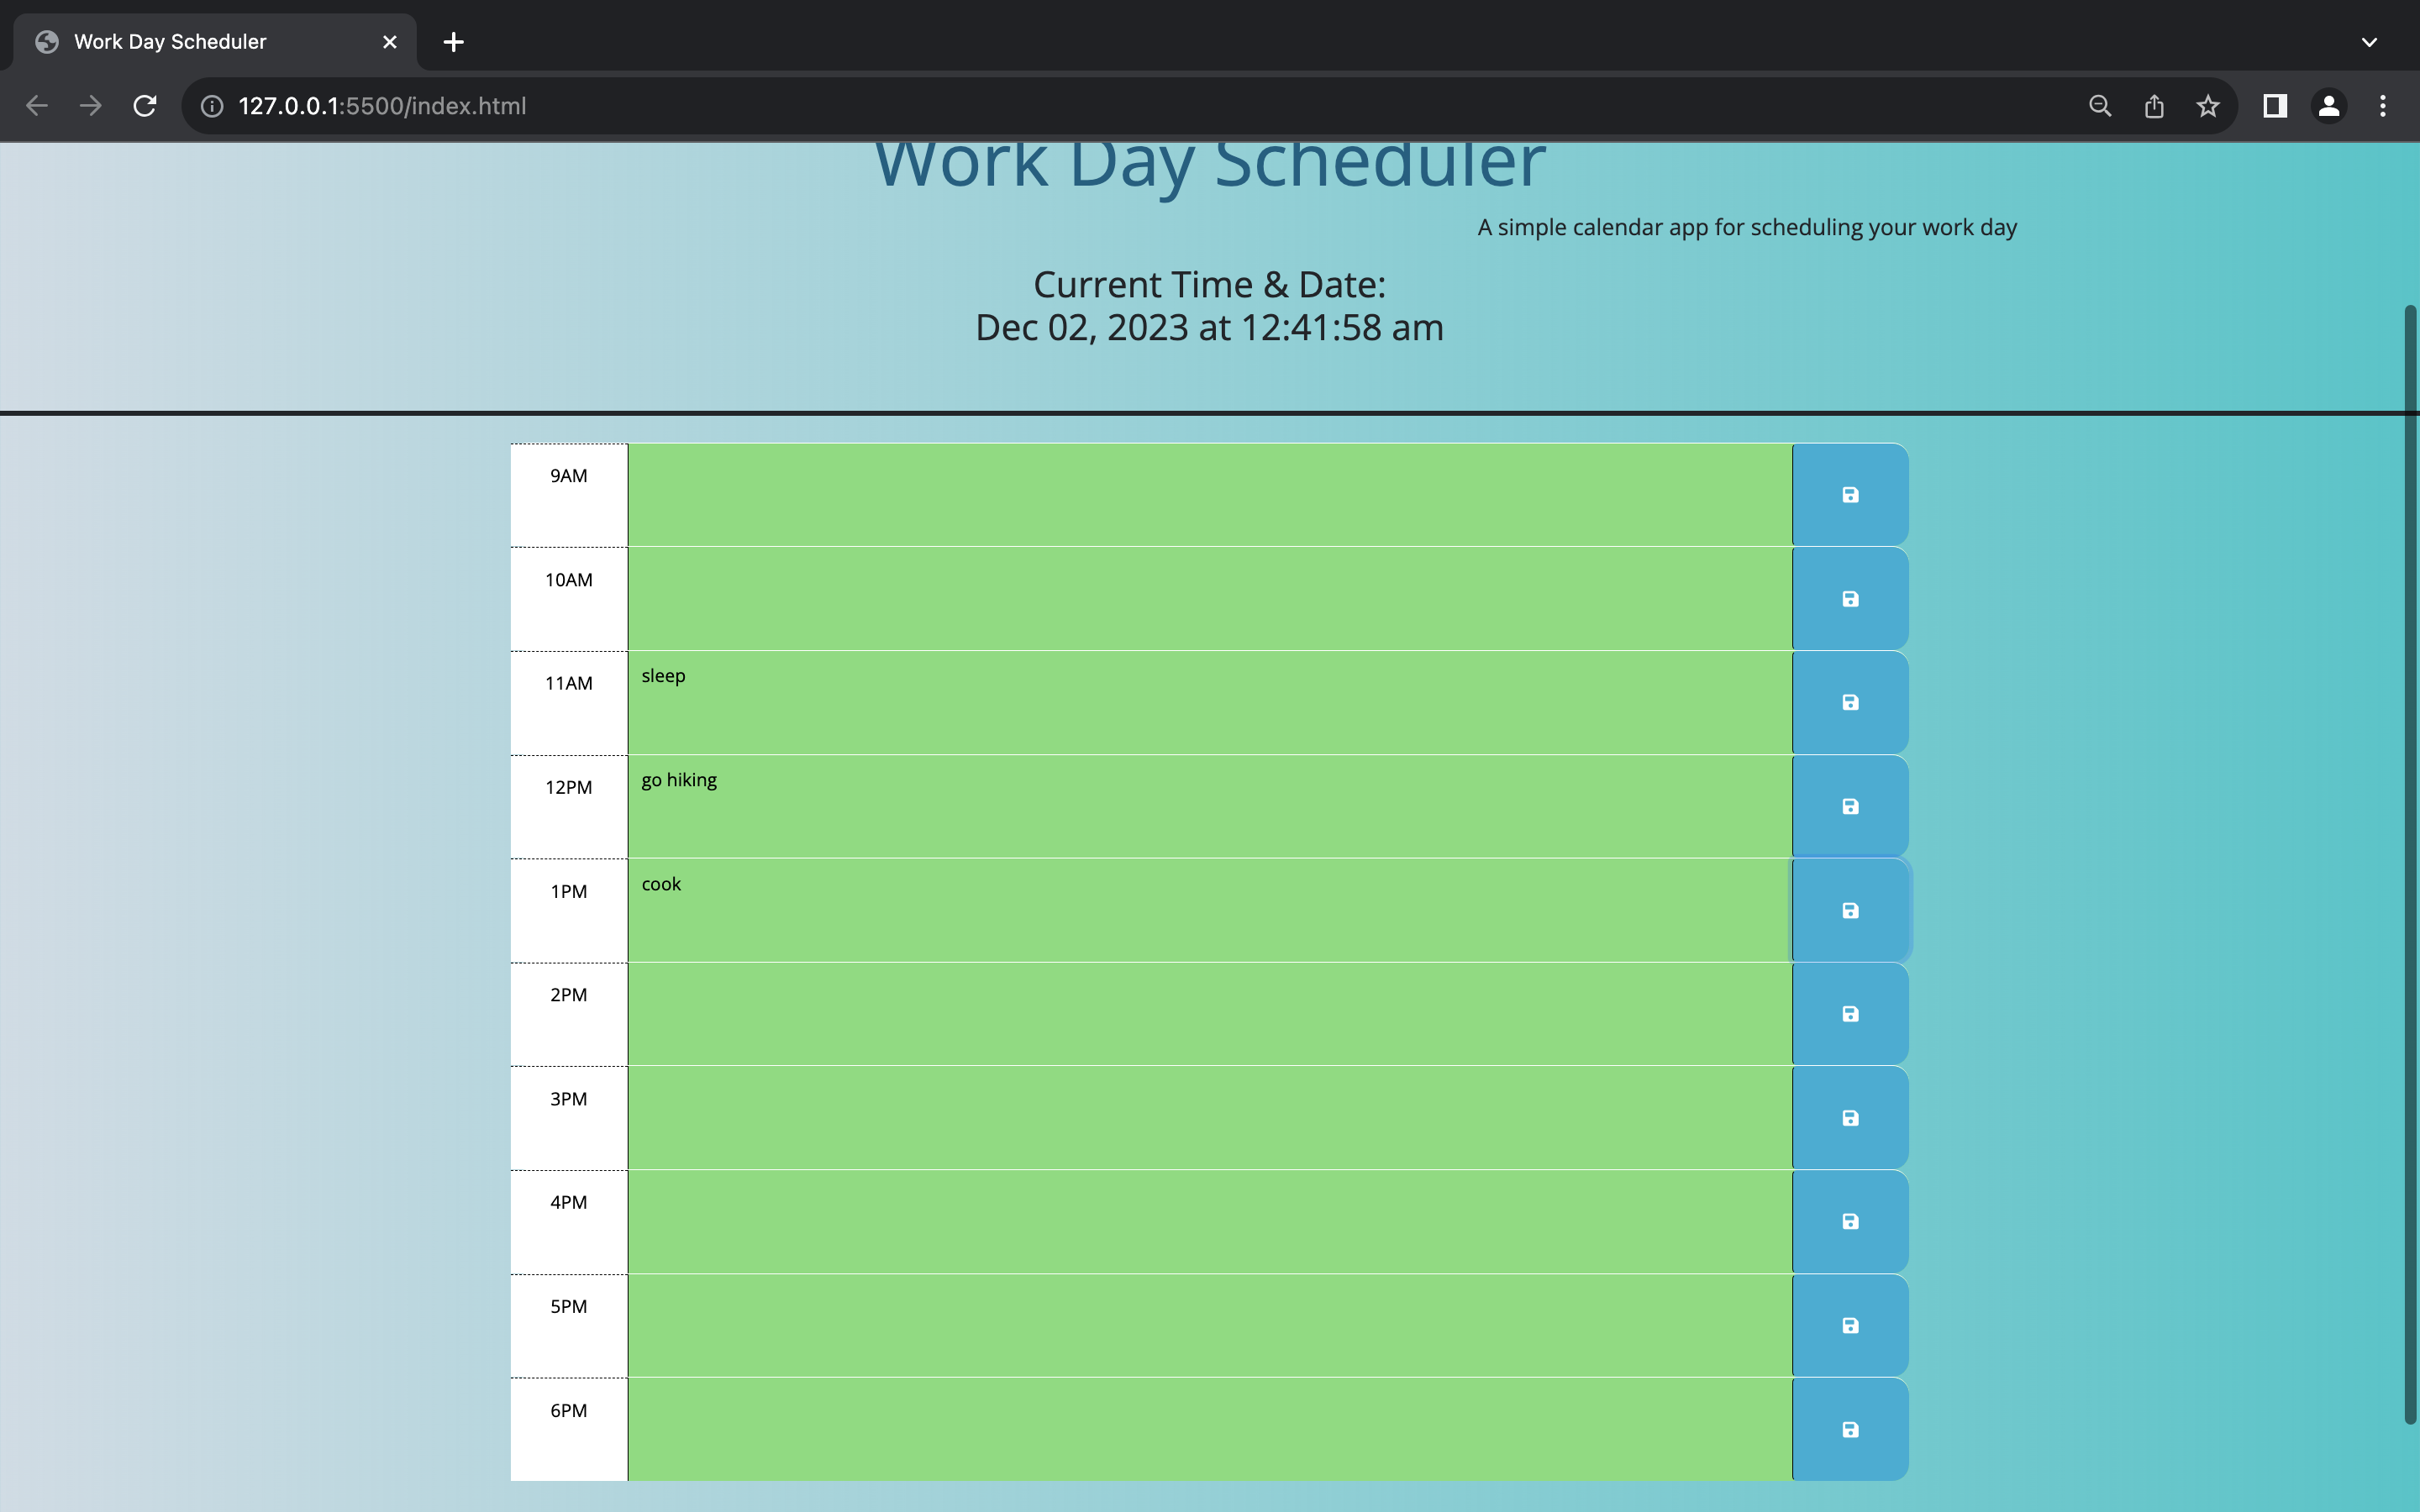 Work Day Scheduler
127.0.0.1:5500/index.html
Work Day Scheduler
A simple calendar app for scheduling your work day
Current Time & Date:
Dec 02, 2023 at 12:41:58 am
9AM
10AM
11AM sleep
12PM go hiking
1PM cook
2PM
3PM
4PM
5PM
6PM